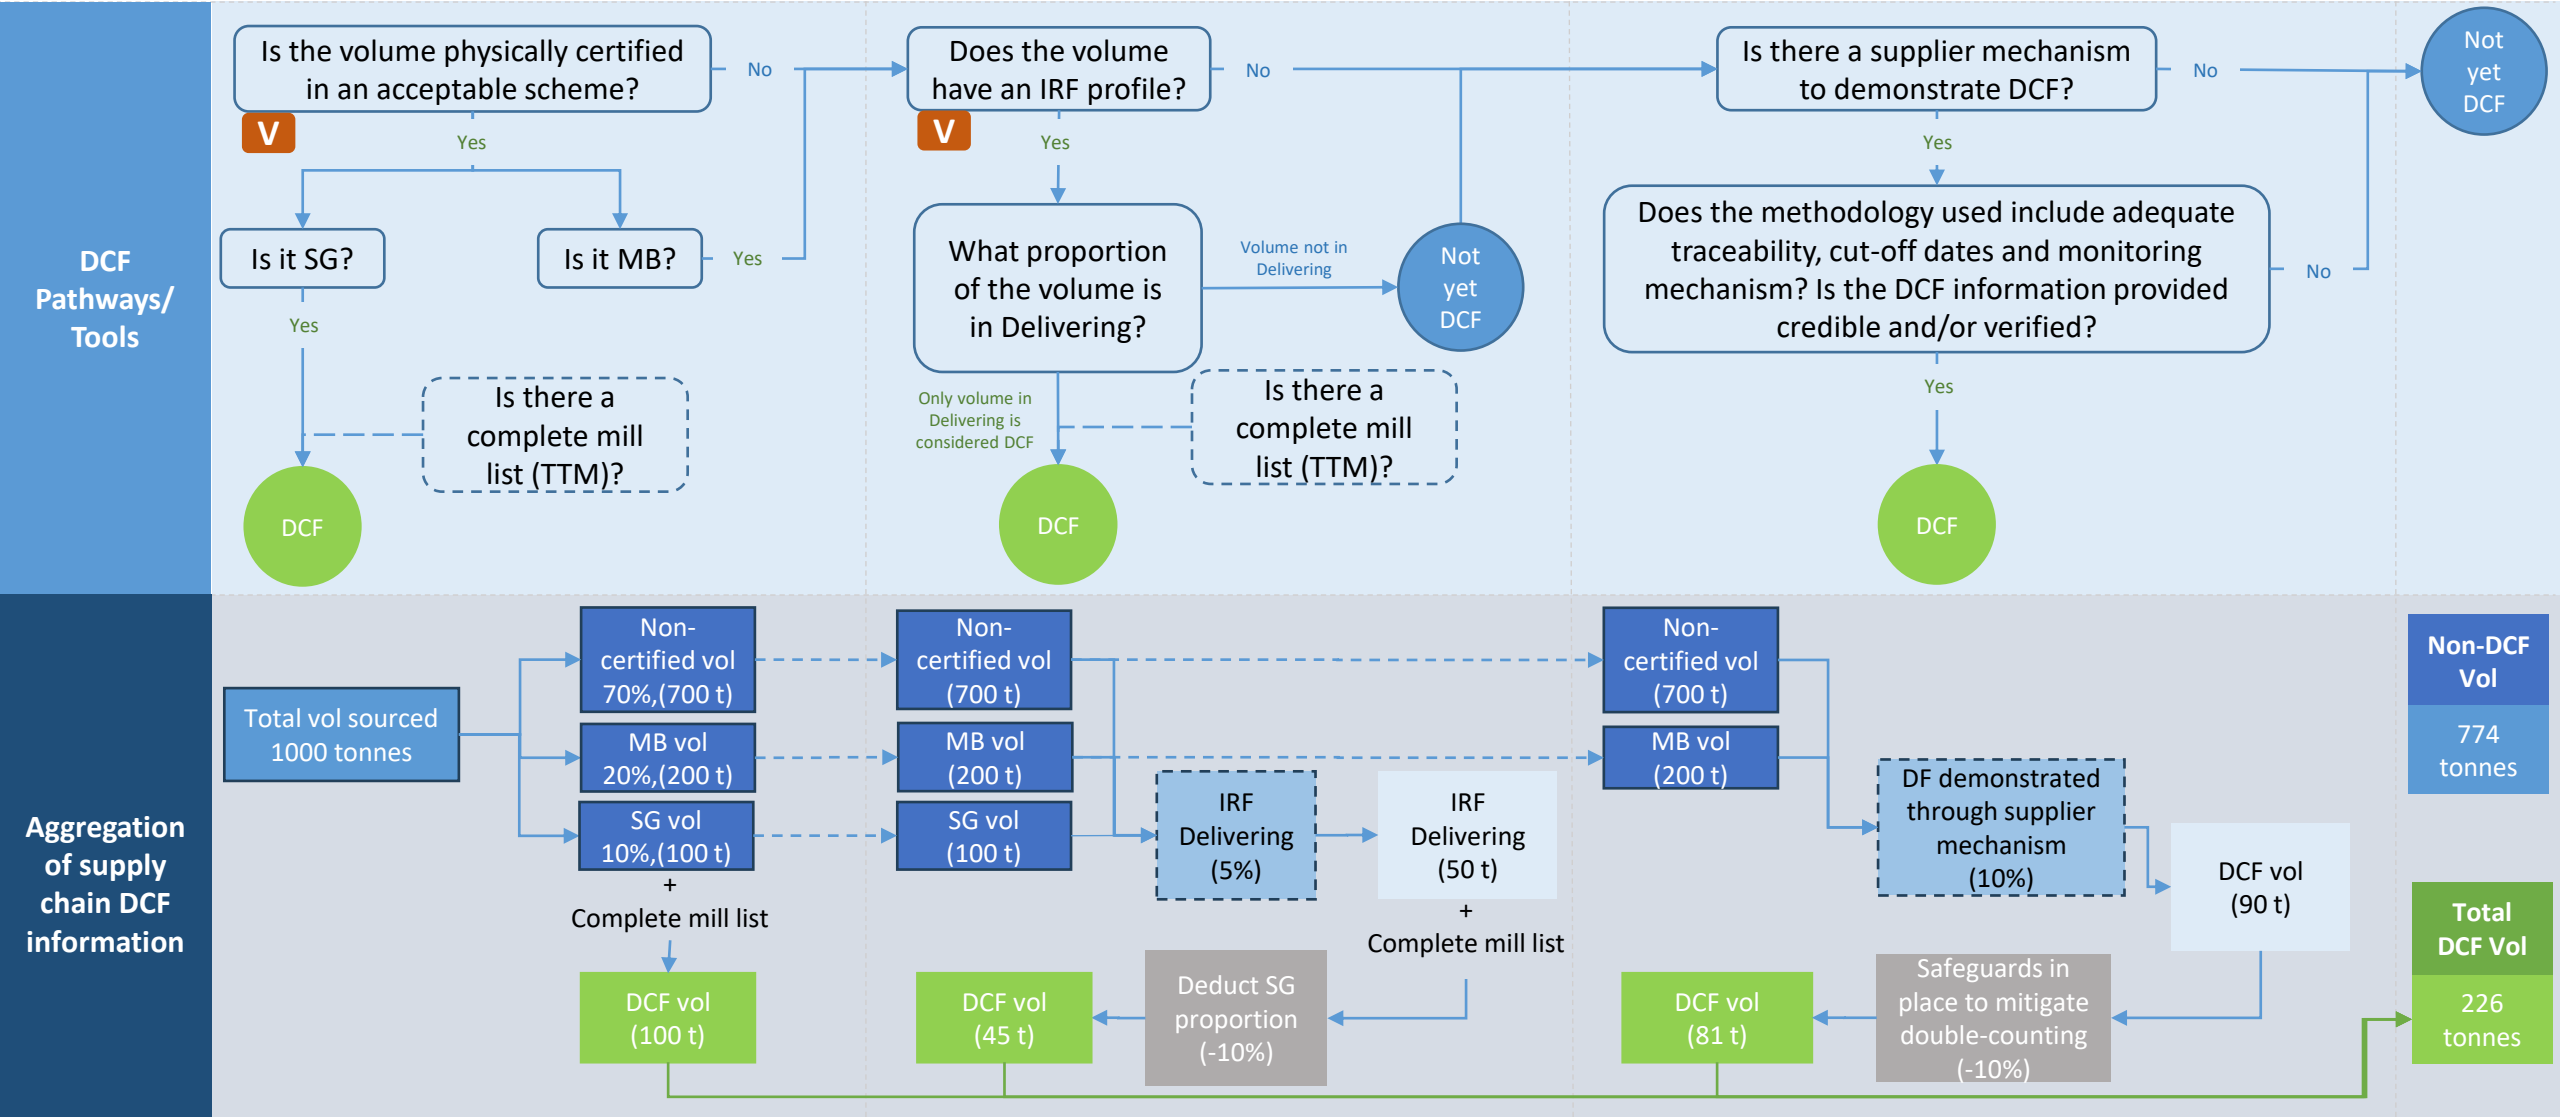 DCF
Pathways/
Tools
Is the volume physically certified
in an acceptable scheme?
V
No
Yes
Is it SG?
Is it MB?
Yes
Yes
Is there a
complete mill
list (TTM)?
DCF
Does the volume
have an IRF profile?
V
No
Yes
What proportion
of the volume is
in Delivering?
Volume not in
Delivering
Not
yet
DCF
Only volume in
Delivering is
considered DCF
Is there a
complete mill
list (TTM)?
DCF
Is there a supplier mechanism
to demonstrate DCF?
No
Yes
Does the methodology used include adequate
traceability, cut-off dates and monitoring
mechanism? Is the DCF information provided
credible and/or verified?
No
Yes
DCF
Not
yet
DCF
Aggregation
of supply
chain DCF
information
Total vol sourced
1000 tonnes
Non-
certified vol
70%,(700 t)
MB vol
20%,(200 t)
SG vol
10%,(100 t)
+
Complete mill list
DCF vol
(100 t)
Non-
certified vol
(700 t)
MB vol
(200 t)
SG vol
(100 t)
IRF
Delivering
(5%)
IRF
Delivering
(50 t)
+
Complete mill list
Deduct SG
proportion
(-10%)
DCF vol
(45 t)
Non-
certified vol
(700 t)
MB vol
(200 t)
DF demonstrated
through supplier
mechanism
(10%)
DCF vol
(90 t)
Safeguards in
place to mitigate
double-counting
(-10%)
DCF vol
(81 t)
Non-DCF
Vol
774
tonnes
Total
DCF Vol
226
tonnes